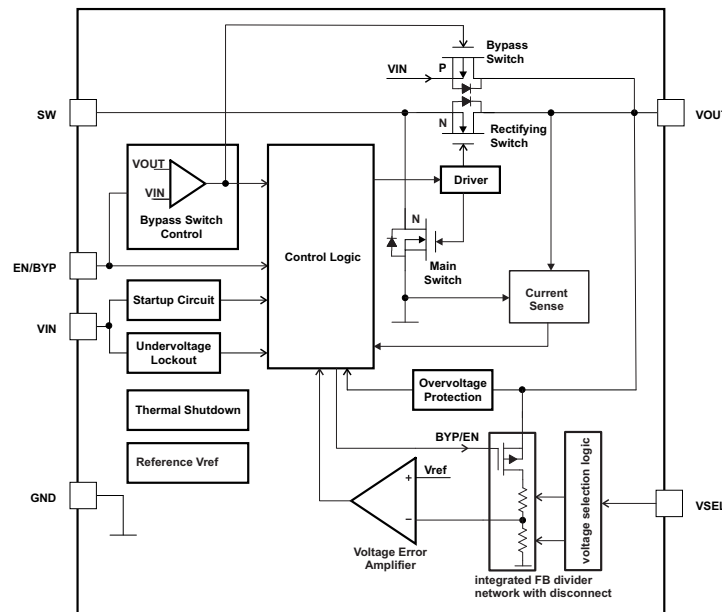 Bypass
Switch
VIN
P
SW
VOUT
N
Rectifying
Switch
VOUT
VIN
Bypass Switch
Control
Driver
Control Logic
N
Main
Switch
EN/BYP
Startup Circuit
Current
Sense
VIN
Undervoltage
Lockout
Overvoltage
Protection
Thermal Shutdown
BYP/EN
Reference Vref
Vref
+
−
GND
voltage selection logic
VSEL
Voltage Error
Amplifier
integrated FB divider
network with disconnect